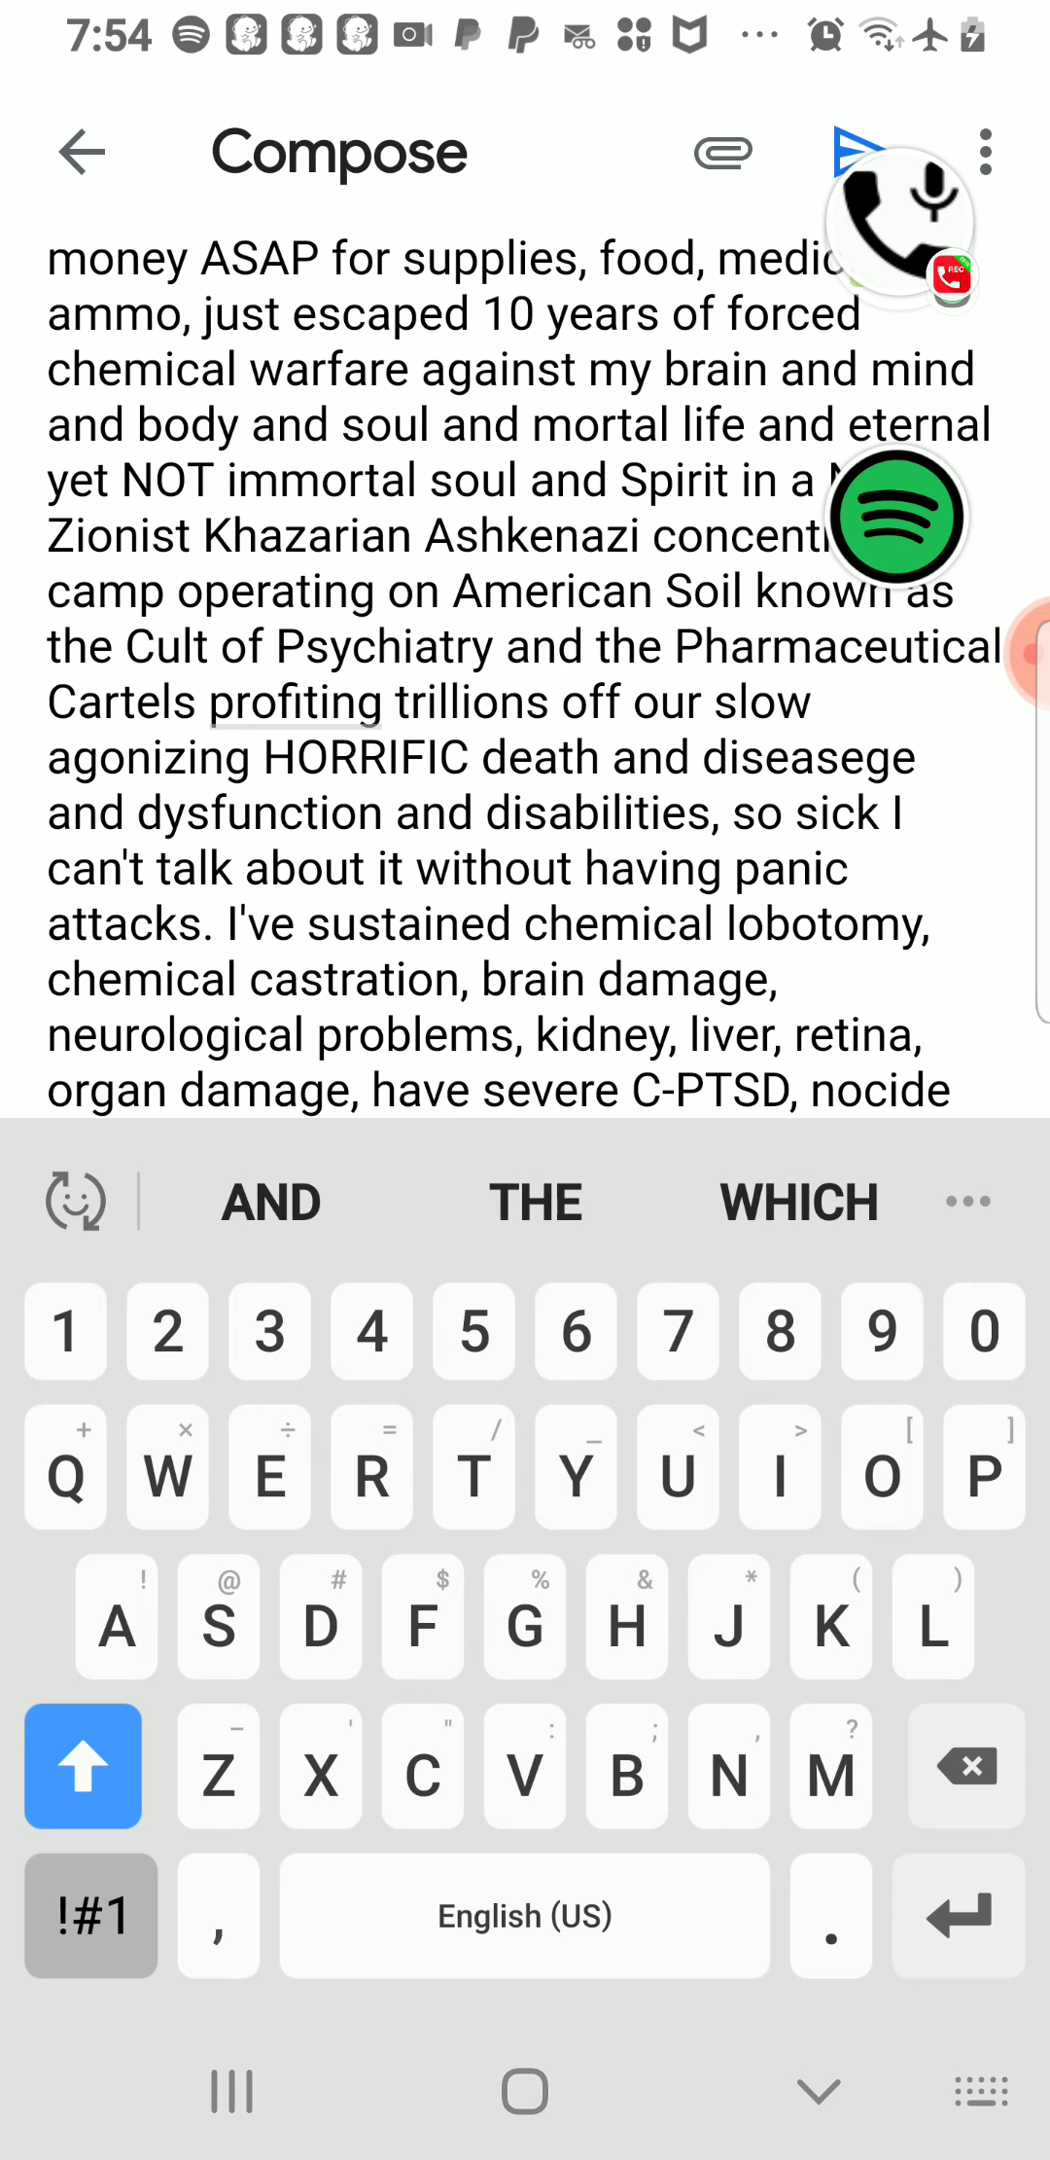 7:54
Compose
money ASAP for supplies, food,
ammo, just escaped 10 years of forced
chemical warfare against my brain and mind
and body and soul and mortal life and eternal
yet NOT immortal soul and Spirit in a
Zionist Khazarian Ashkenazi
camp operating on American Soil known as
the Cult of Psychiatry and the Pharmaceutical
Cartels profiting trillions off our slow
agonizing HORRIFIC death and diseasege
and dysfunction and disabilities, so sick I
can't talk about it without having panic
attacks. I've sustained chemical lobotomy,
chemical castration, brain damage,
neurological problems, kidney, liver, retina,
organ damage, have severe C-PTSD, nocide
REC
AND THE WHICH
1 2 3 4 5 6 7 8 9 0
+ × ÷ = / _ < > [ ]
Q W E R T Y U I O P
! @ # $ % & * ( )
A S D F G H J K L
- ' " : ; , ?
Z X C V B N M
!#1 , English (US) .